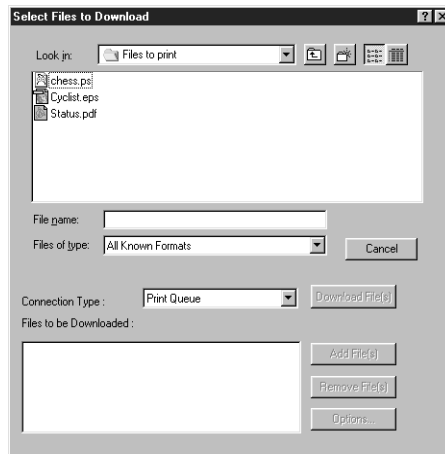 Select Files to Download
Look in: Files to print
chess.ps
Cyclist.eps
Status.pdf
File name:
Files of type: All Known Formats Cancel
Connection Type : Print Queue Download File(s)
Files to be Downloaded :
Add File(s)
Remove File(s)
Options...